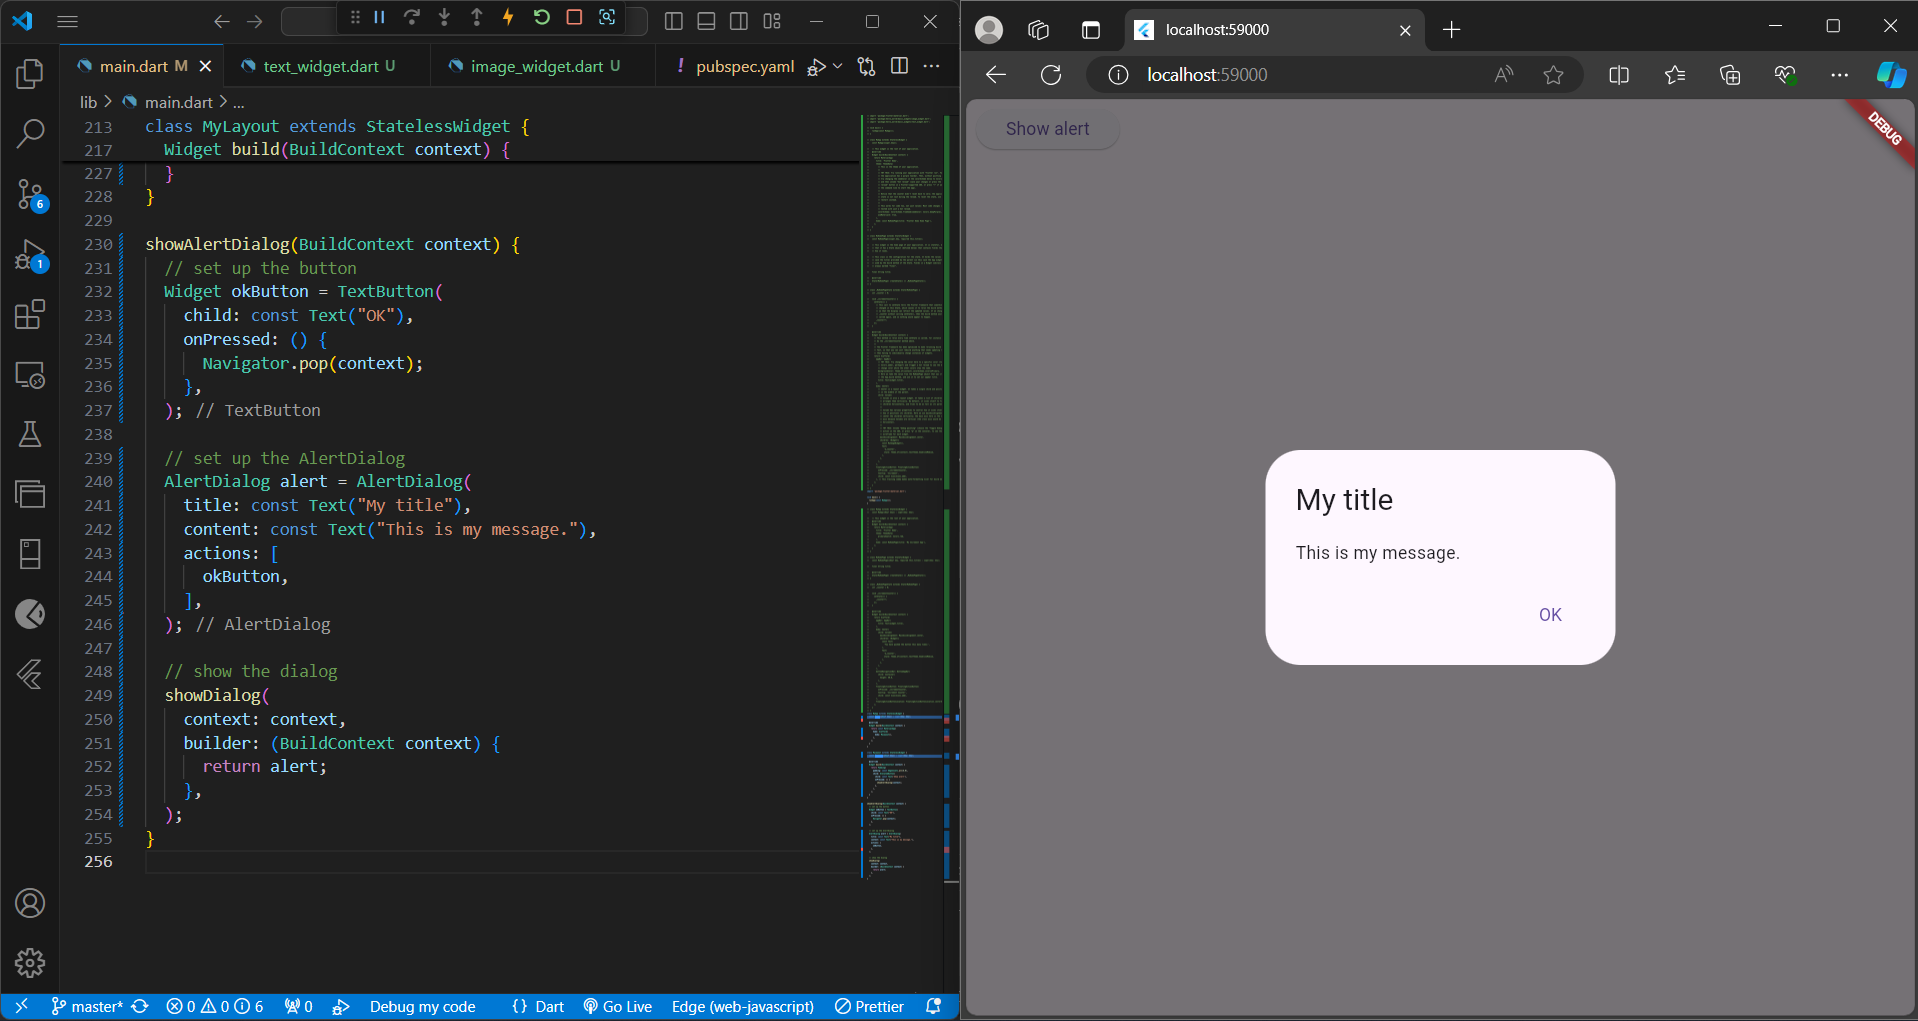 main.dart M
text_widget.dart U
image_widget.dart U
! pubspec.yaml
lib > main.dart > ...
213 class MyLayout extends StatelessWidget {
217 Widget build(BuildContext context) {
227 }
228 }
229
230 showAlertDialog(BuildContext context) {
231 // set up the button
232 Widget okButton = TextButton(
233 child: const Text("OK"),
234 onPressed: () {
235 Navigator.pop(context);
236 },
237 ); // TextButton
238
239 // set up the AlertDialog
240 AlertDialog alert = AlertDialog(
241 title: const Text("My title"),
242 content: const Text("This is my message."),
243 actions: [
244 okButton,
245 ],
246 ); // AlertDialog
247
248 // show the dialog
249 showDialog(
250 context: context,
251 builder: (BuildContext context) {
252 return alert;
253 },
254 );
255 }
256
6
1
master* 0 0 6 0 Debug my code {} Dart Go Live Edge (web-javascript) Prettier
localhost:59000
localhost:59000
Show alert
DEBUG
My title
This is my message.
OK